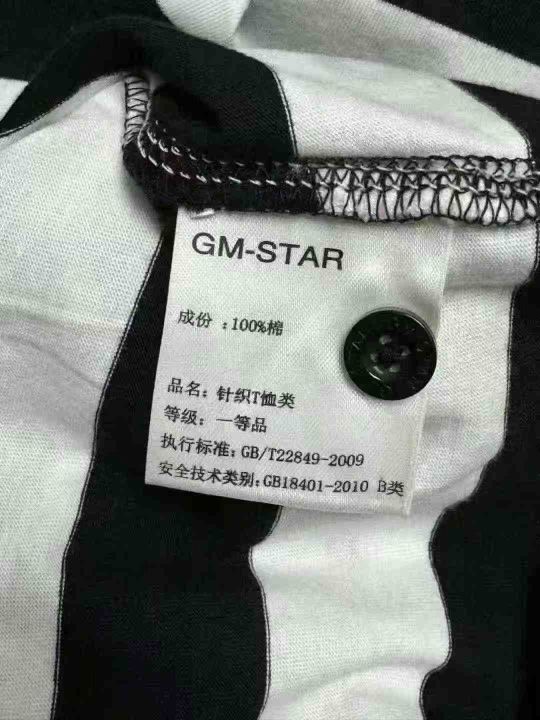 GM-STAR
成份：100%棉
品名：针织T恤类
等级：一等品
执行标准：GB/T22849-2009
安全技术类别：GB18401-2010 B类